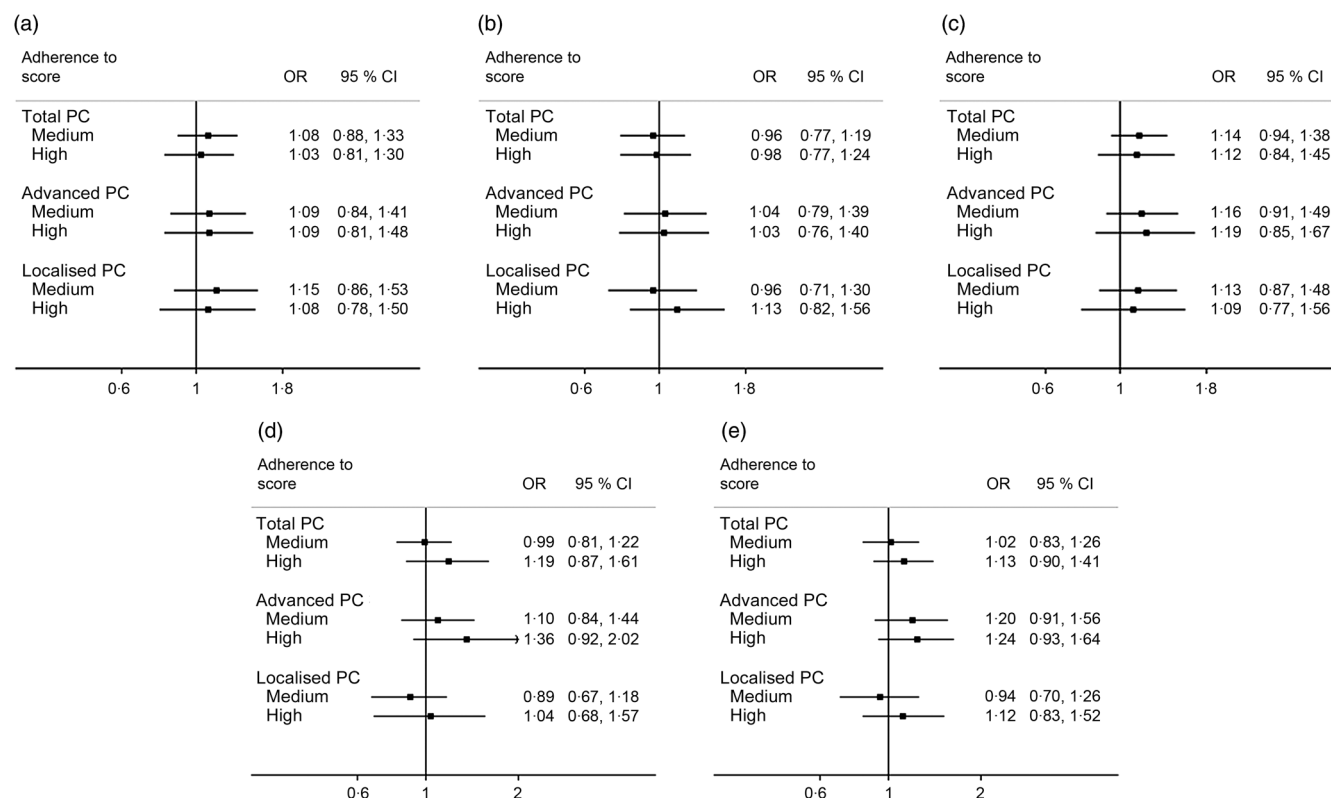 (a)
Adherence to
score OR 95 % CI
Total PC
Medium 1·08 0·88, 1·33
High 1·03 0·81, 1·30
Advanced PC
Medium 1·09 0·84, 1·41
High 1·09 0·81, 1·48
Localised PC
Medium 1·15 0·86, 1·53
High 1·08 0·78, 1·50
0·6 1 1·8
(b)
Adherence to
score OR 95 % CI
Total PC
Medium 0·96 0·77, 1·19
High 0·98 0·77, 1·24
Advanced PC
Medium 1·04 0·79, 1·39
High 1·03 0·76, 1·40
Localised PC
Medium 0·96 0·71, 1·30
High 1·13 0·82, 1·56
0·6 1 1·8
(c)
Adherence to
score OR 95 % CI
Total PC
Medium 1·14 0·94, 1·38
High 1·12 0·84, 1·45
Advanced PC
Medium 1·16 0·91, 1·49
High 1·19 0·85, 1·67
Localised PC
Medium 1·13 0·87, 1·48
High 1·09 0·77, 1·56
0·6 1 1·8
(d)
Adherence to
score OR 95 % CI
Total PC
Medium 0·99 0·81, 1·22
High 1·19 0·87, 1·61
Advanced PC
Medium 1·10 0·84, 1·44
High 1·36 0·92, 2·02
Localised PC
Medium 0·89 0·67, 1·18
High 1·04 0·68, 1·57
0·6 1 2
(e)
Adherence to
score OR 95 % CI
Total PC
Medium 1·02 0·83, 1·26
High 1·13 0·90, 1·41
Advanced PC
Medium 1·20 0·91, 1·56
High 1·24 0·93, 1·64
Localised PC
Medium 0·94 0·70, 1·26
High 1·12 0·83, 1·52
0·6 1 2